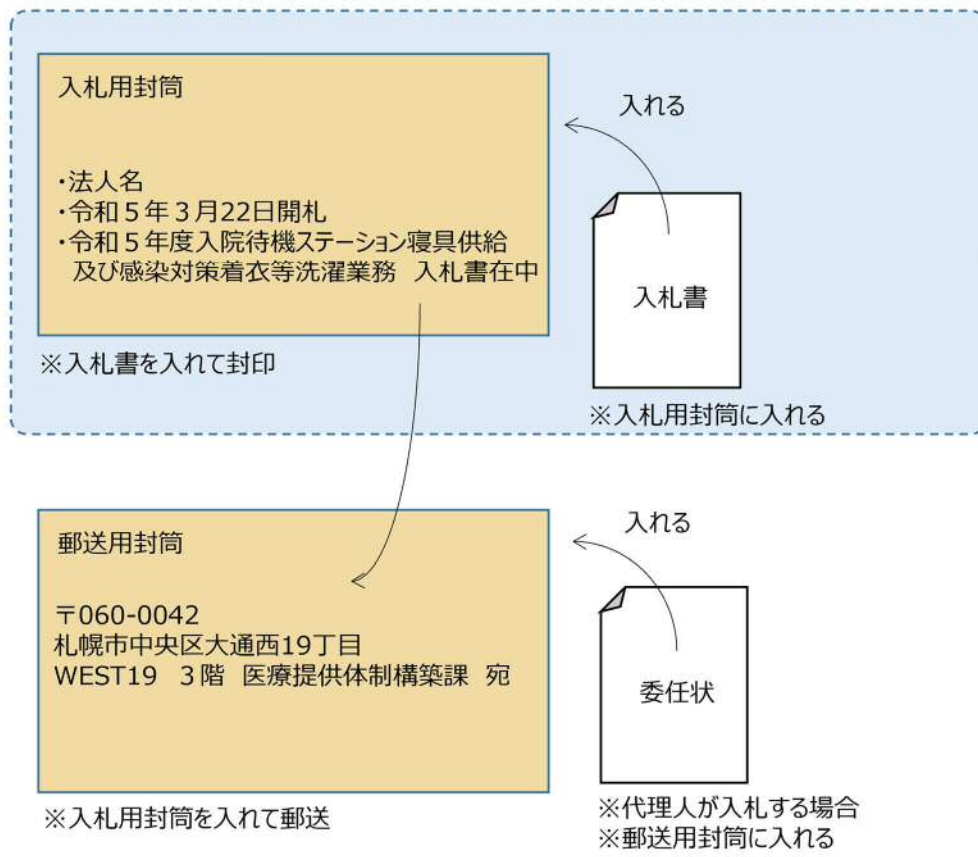 入札用封筒
・法人名
・令和5年3月22日開札
・令和5年度入院待機ステーション寝具供給
及び感染対策着衣等洗濯業務 入札書在中
※入札書を入れて封印
入れる
入札書
※入札用封筒に入れる
郵送用封筒
〒060-0042
札幌市中央区大通西19丁目
WEST19 3階 医療提供体制構築課 宛
※入札用封筒を入れて郵送
入れる
委任状
※代理人が入札する場合
※郵送用封筒に入れる